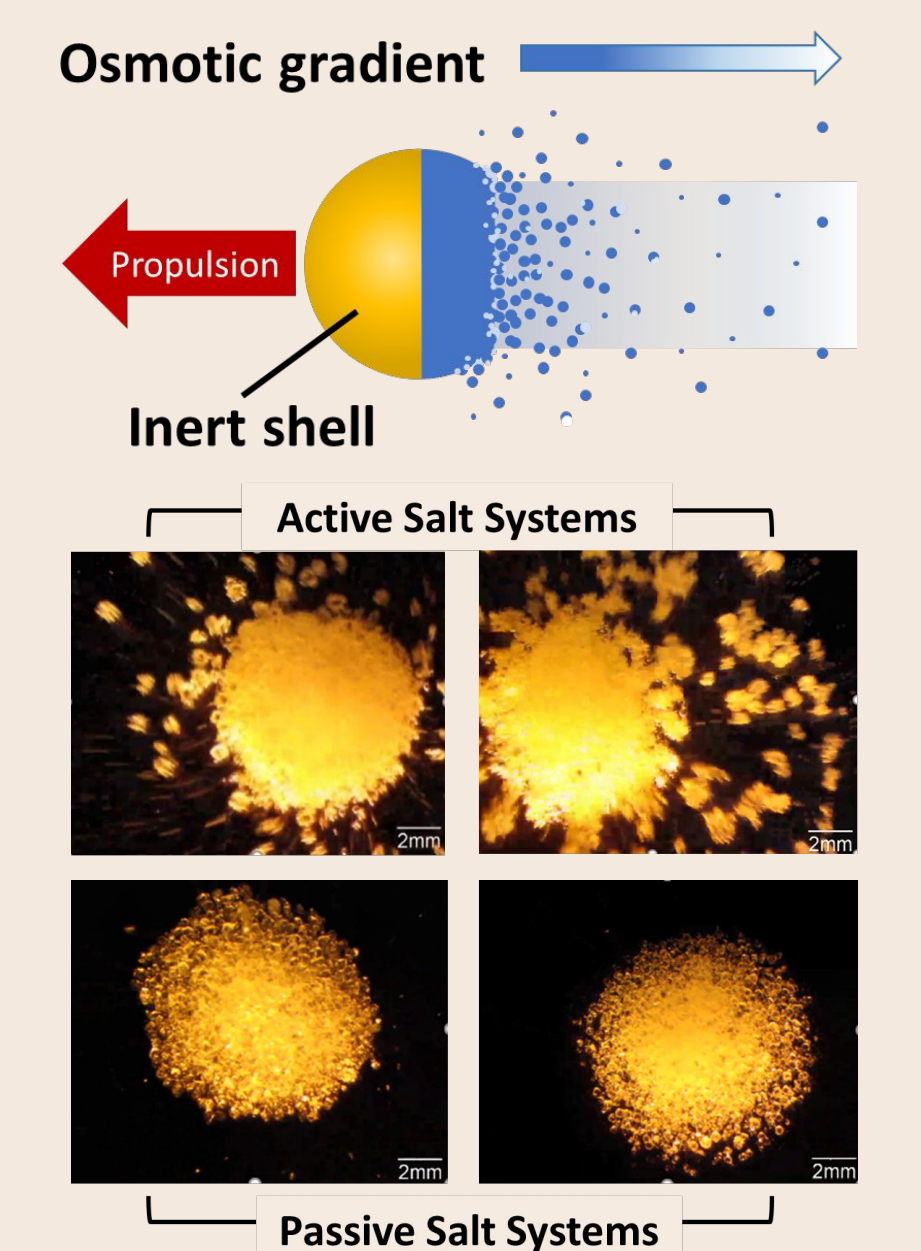 Osmotic gradient
Propulsion
Inert shell
Active Salt Systems
2mm
2mm
2mm
2mm
Passive Salt Systems